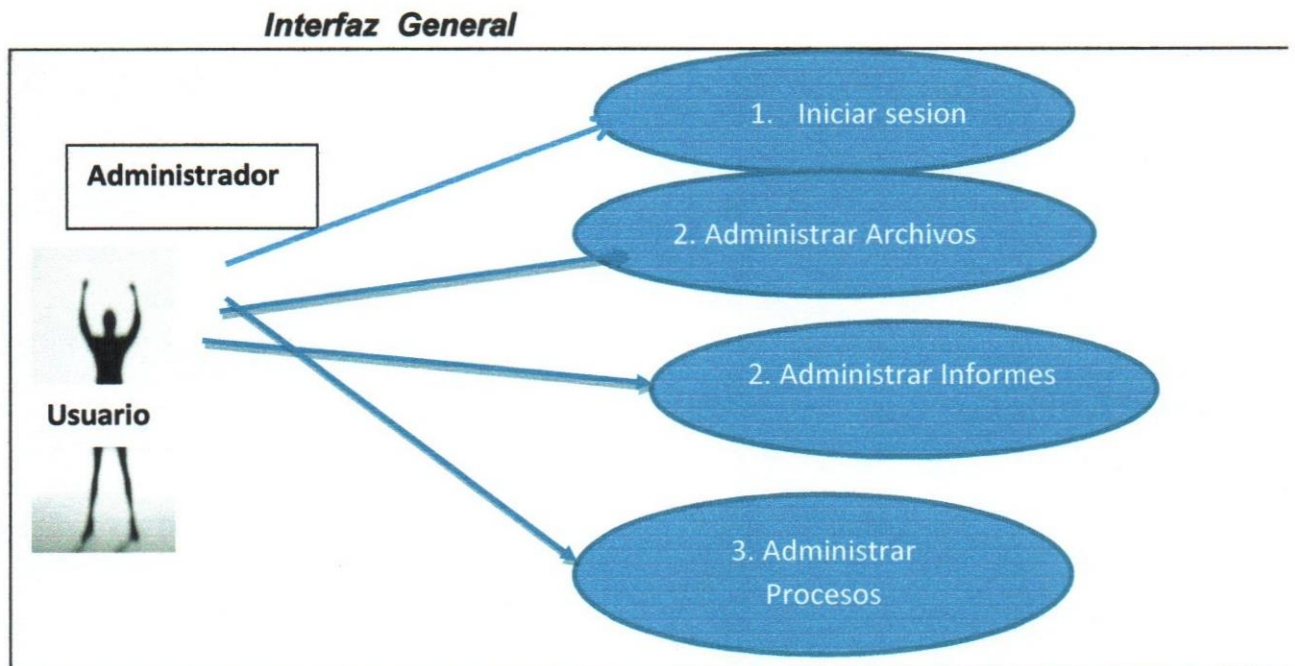 Interfaz General
1. Iniciar sesion
Administrador
2. Administrar Archivos
2. Administrar Informes
Usuario
3. Administrar
Procesos